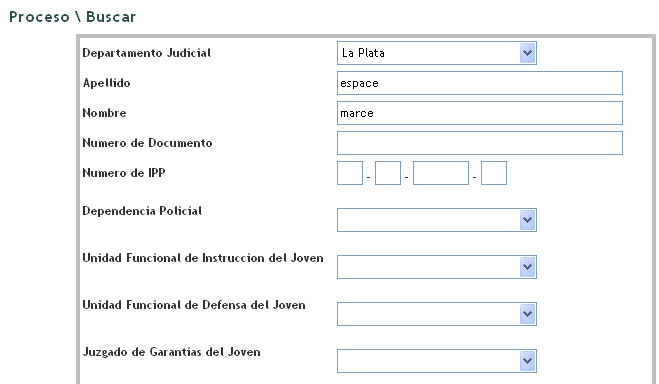 Proceso \ Buscar
Departamento Judicial La Plata
Apellido espace
Nombre marce
Numero de Documento
Numero de IPP - - -
Dependencia Policial
Unidad Funcional de Instruccion del Joven
Unidad Funcional de Defensa del Joven
Juzgado de Garantias del Joven